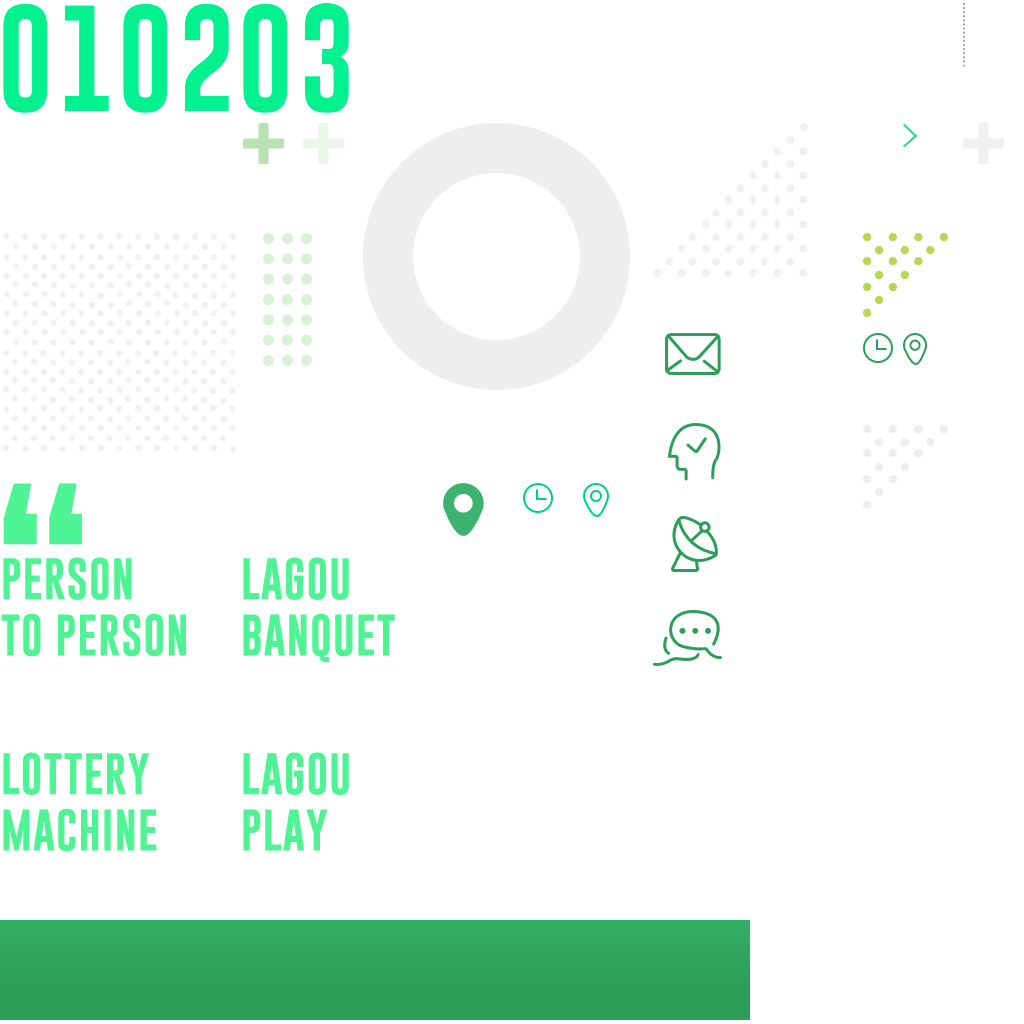 010203
“
PERSON
TO PERSON
LAGOU
BANQUET
LOTTERY
MACHINE
LAGOU
PLAY